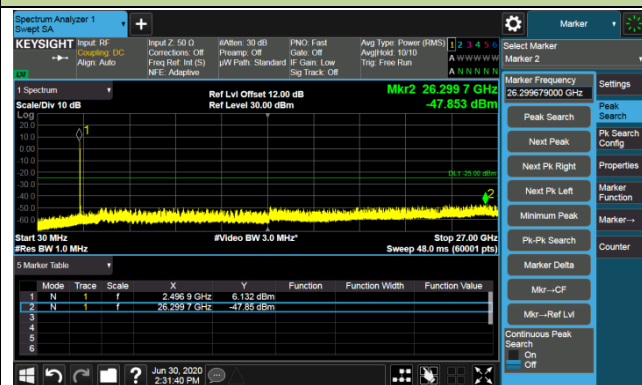 Spectrum Analyzer 1
Swept SA
+
Marker
KEYSIGHT
Input: RF
Coupling: DC
Align: Auto
Input Z: 50 Ω
Corrections: Off
Freq Ref: Int (S)
NFE: Adaptive
#Atten: 30 dB
Preamp: Off
µW Path: Standard
PNO: Fast
Gate: Off
IF Gain: Low
Sig Track: Off
Avg Type: Power (RMS)
Avg|Hold: 10/10
Trig: Free Run
1 2 3 4 5 6
A W W W W W
A N N N N N
Select Marker
Marker 2
LXI
1 Spectrum
Scale/Div 10 dB
Ref Lvl Offset 12.00 dB
Ref Level 30.00 dBm
Mkr2 26.299 7 GHz
-47.853 dBm
Log
20.0
10.0
0.00
-10.0
-20.0
-30.0
-40.0
-50.0
-60.0
1
DL1 -25.00 dBm
2
Start 30 MHz
#Res BW 1.0 MHz
#Video BW 3.0 MHz*
Stop 27.00 GHz
Sweep 48.0 ms (60001 pts)
5 Marker Table
Mode Trace Scale X Y Function Function Width Function Value
1 N 1 f 2.496 9 GHz 6.132 dBm
2 N 1 f 26.299 7 GHz -47.85 dBm
3
4
5
6
Marker Frequency
26.299679000 GHz
Peak Search
Next Peak
Next Pk Right
Next Pk Left
Minimum Peak
Pk-Pk Search
Marker Delta
Mkr→CF
Mkr→Ref Lvl
Continuous Peak
Search
On
Off
Settings
Peak
Search
Pk Search
Config
Properties
Marker
Function
Marker→
Counter
?
Jun 30, 2020
2:31:40 PM